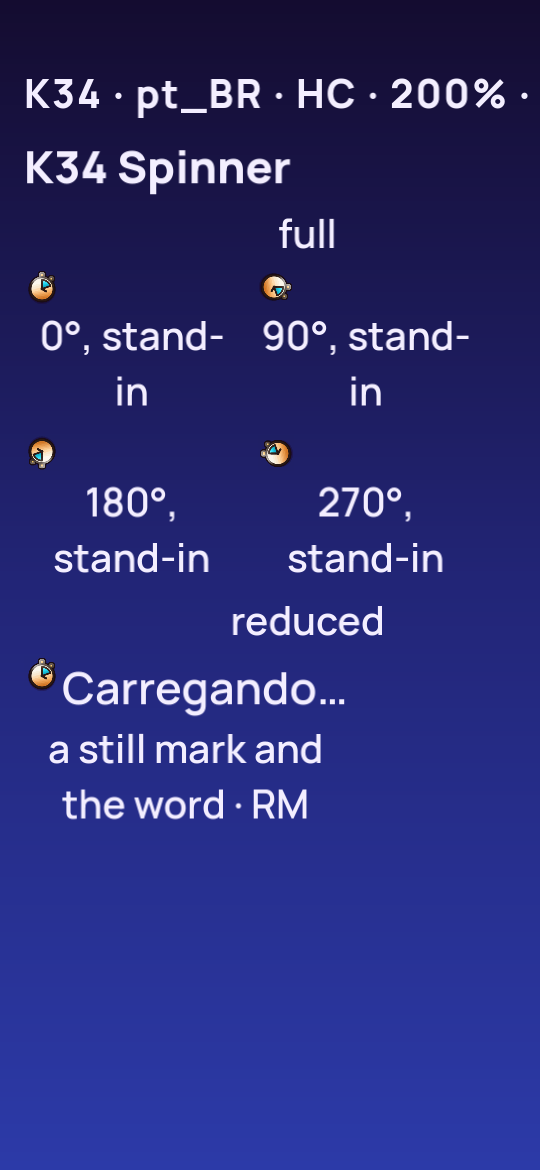 K34 · pt_BR · HC · 200% ·
K34 Spinner
full
0°, stand-
in
90°, stand-
in
180°,
stand-in
270°,
stand-in
reduced
Carregando…
a still mark and
the word · RM